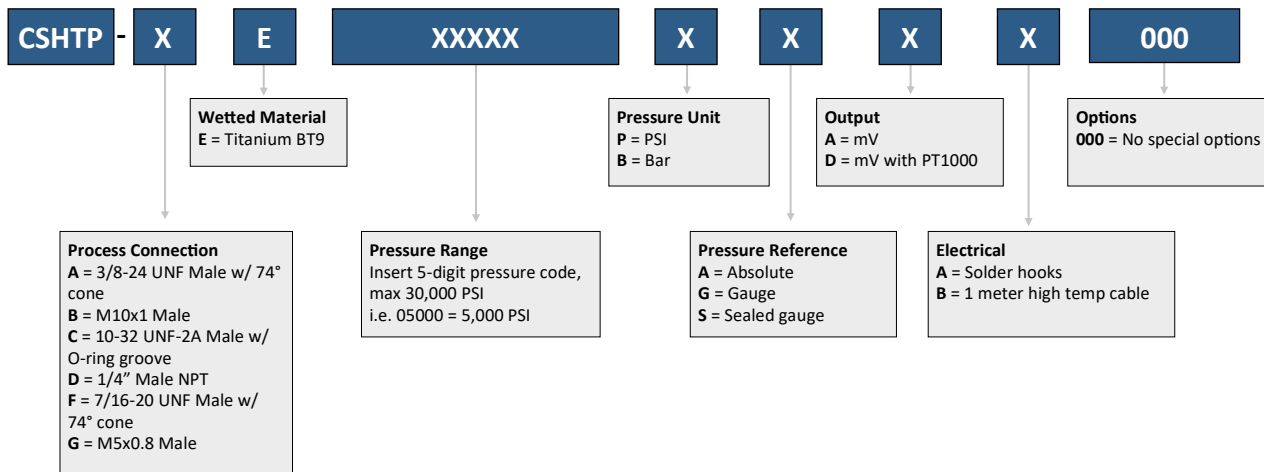 CSHTP - X E XXXXX X X X X 000
Wetted Material
E = Titanium BT9
Pressure Unit
P = PSI
B = Bar
Output
A = mV
D = mV with PT1000
Options
000 = No special options
Process Connection
A = 3/8-24 UNF Male w/ 74°
cone
B = M10x1 Male
C = 10-32 UNF-2A Male w/
O-ring groove
D = 1/4” Male NPT
F = 7/16-20 UNF Male w/
74° cone
G = M5x0.8 Male
Pressure Range
Insert 5-digit pressure code,
max 30,000 PSI
i.e. 05000 = 5,000 PSI
Pressure Reference
A = Absolute
G = Gauge
S = Sealed gauge
Electrical
A = Solder hooks
B = 1 meter high temp cable